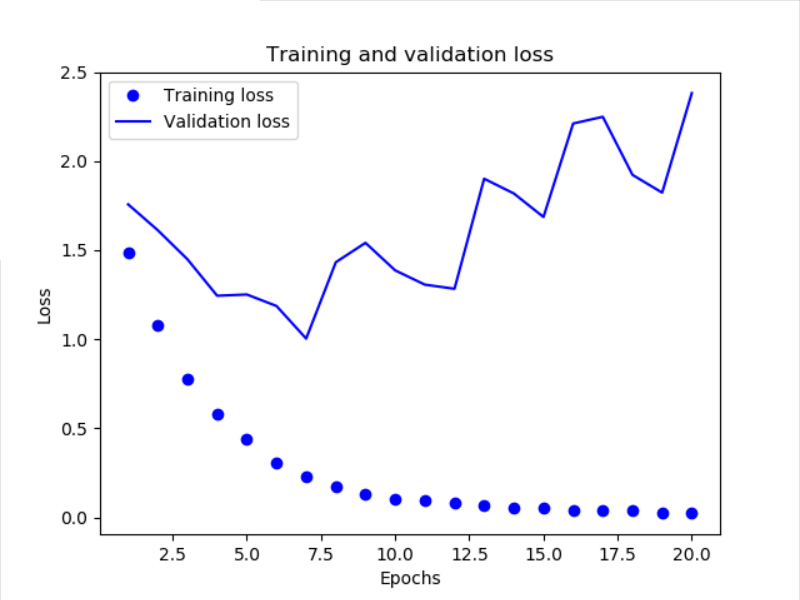 Training and validation loss
Training loss
Validation loss
2.5
2.0
1.5
1.0
0.5
0.0
Loss
2.5 5.0 7.5 10.0 12.5 15.0 17.5 20.0
Epochs